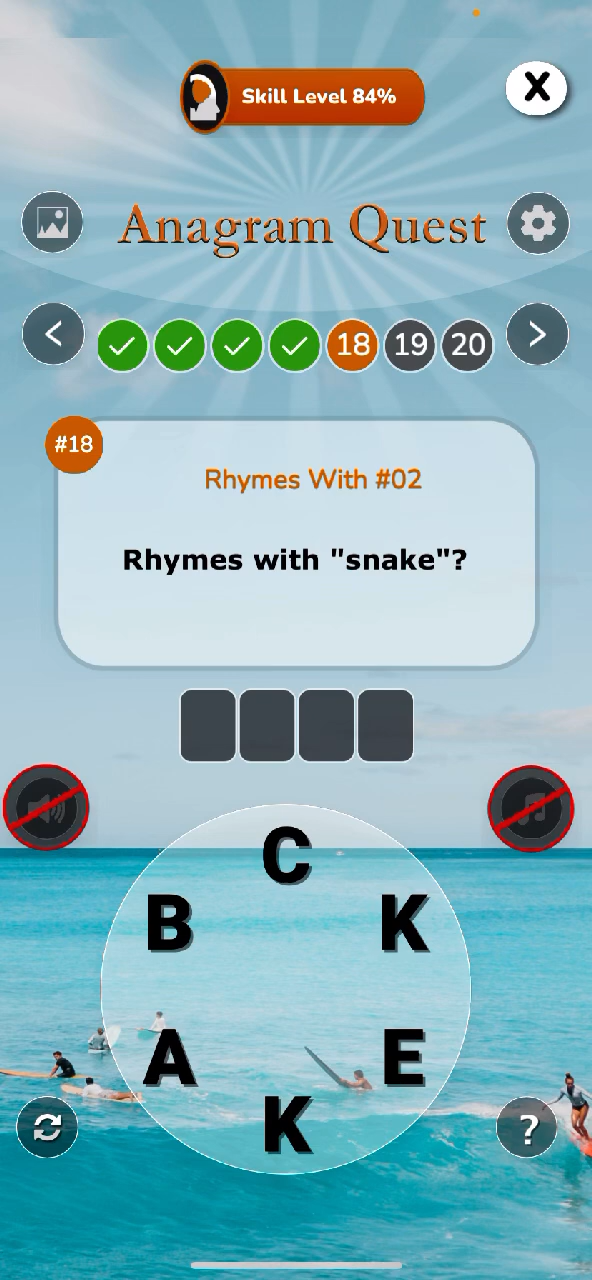 Skill Level 84%
X
Anagram Quest
< 18 19 20 >
#18
Rhymes With #02
Rhymes with "snake"?
C
B K
A E
K
?